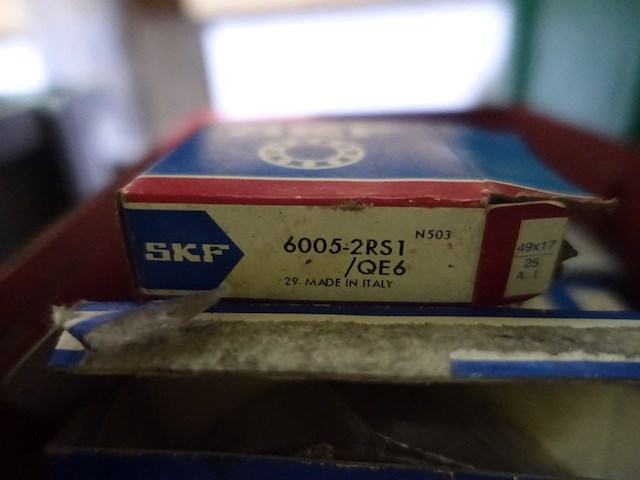 SKF
6005-2RS1
N503
/QE6
29. MADE IN ITALY
49x17
25
A. I.